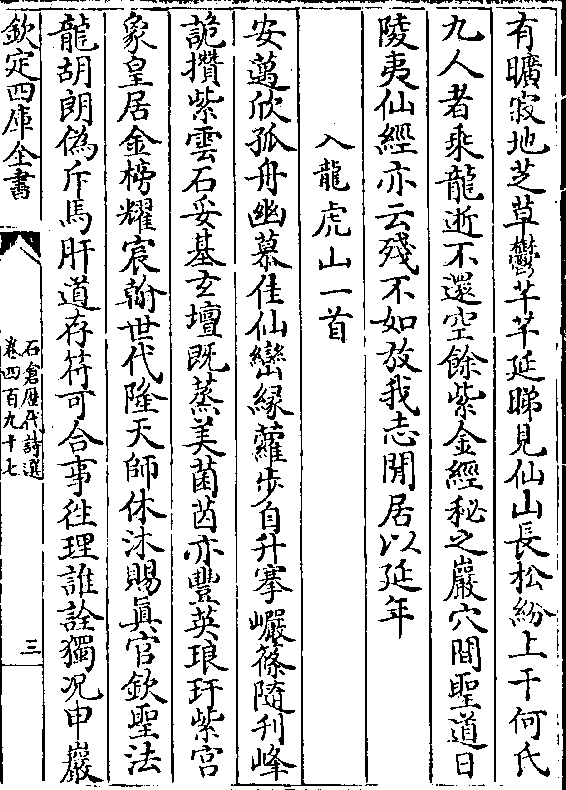 有曠寂地芝草鬱芊芊延睇見仙山長松紛上干何氏
九人者乘龍逝不還空餘紫金經秘之巖穴間聖道日
陵夷仙經亦云殘不如放我志閒居以延年
入龍虎山一首
安邁欣孤舟幽慕佳仙巒緣蘿步自升搴巘篠隨刋峰
詭攢紫雲石妥基玄壇既蒸美菌茵亦豐英琅玕紫宫
象皇居金榜耀宸翰世代隆天師休沐賜真官欽聖法
龍胡朗偽斥馬肝道存符可合事徃理誰詮獨況申巖
欽定四庫全書
石倉歷代詩選
卷四百九十七
三